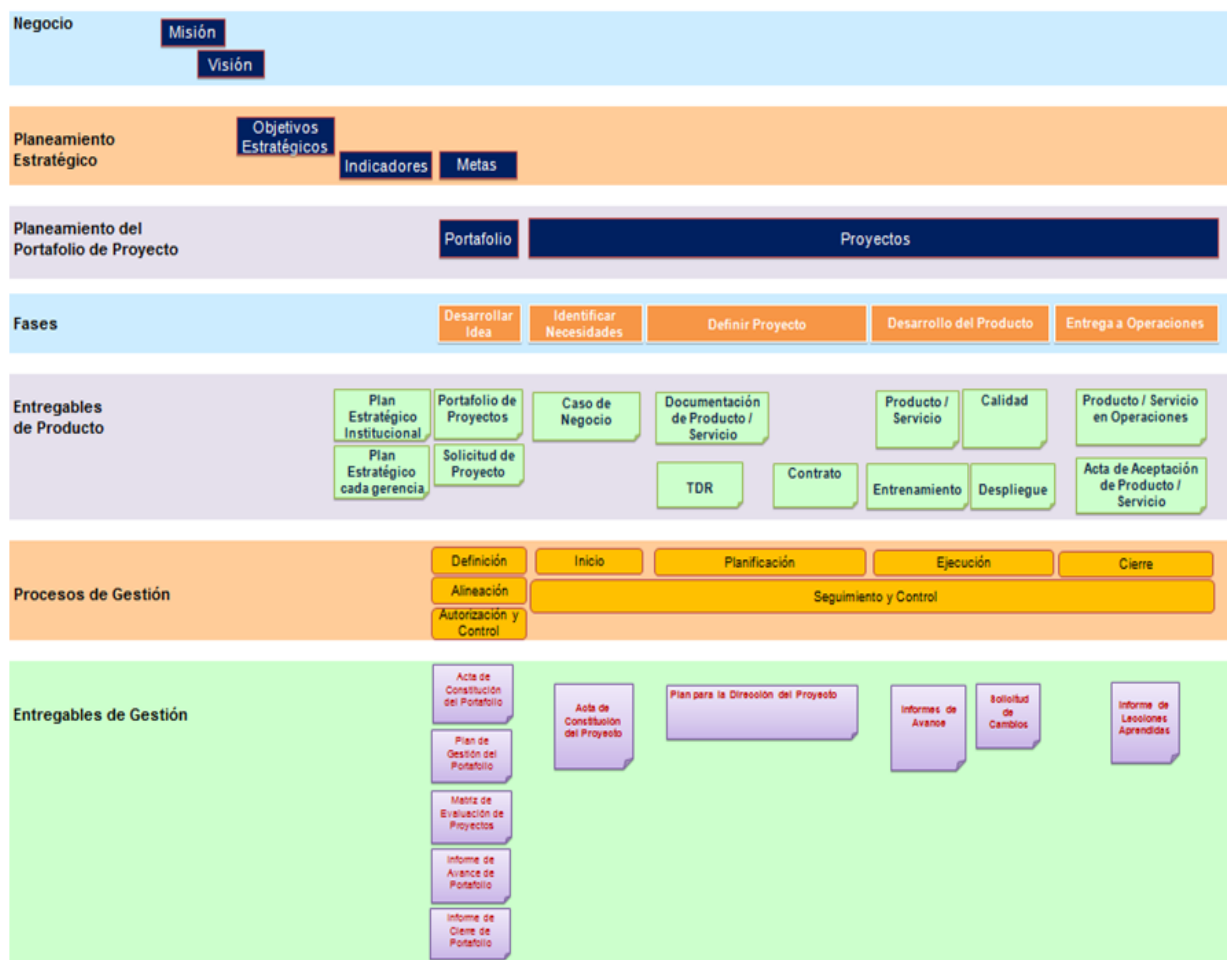 Negocio
Misión
Visión
Planeamiento
Estratégico
Objetivos
Estratégicos
Indicadores
Metas
Planeamiento del
Portafolio de Proyecto
Portafolio
Proyectos
Fases
Desarrollar
Idea
Identificar
Necesidades
Definir Proyecto
Desarrollo del Producto
Entrega a Operaciones
Entregables
de Producto
Plan
Estratégico
Institucional
Portafolio de
Proyectos
Caso de
Negocio
Documentación
de Producto /
Servicio
Producto /
Servicio
Calidad
Producto / Servicio
en Operaciones
Plan
Estratégico
cada gerencia
Solicitud de
Proyecto
TDR
Contrato
Entrenamiento
Despliegue
Acta de Aceptación
de Producto /
Servicio
Procesos de Gestión
Definición
Inicio
Planificación
Ejecución
Cierre
Alineación
Seguimiento y Control
Autorización y
Control
Entregables de Gestión
Acta de
Constitución
del Portafolio
Acta de
Constitución
del Proyecto
Plan para la Dirección del Proyecto
Informes de
Avance
Solicitud
de
Cambios
Informe de
Lecciones
Aprendidas
Plan de
Gestión del
Portafolio
Matriz de
Evaluación de
Proyectos
Informe de
Avance de
Portafolio
Informe de
Cierre de
Portafolio